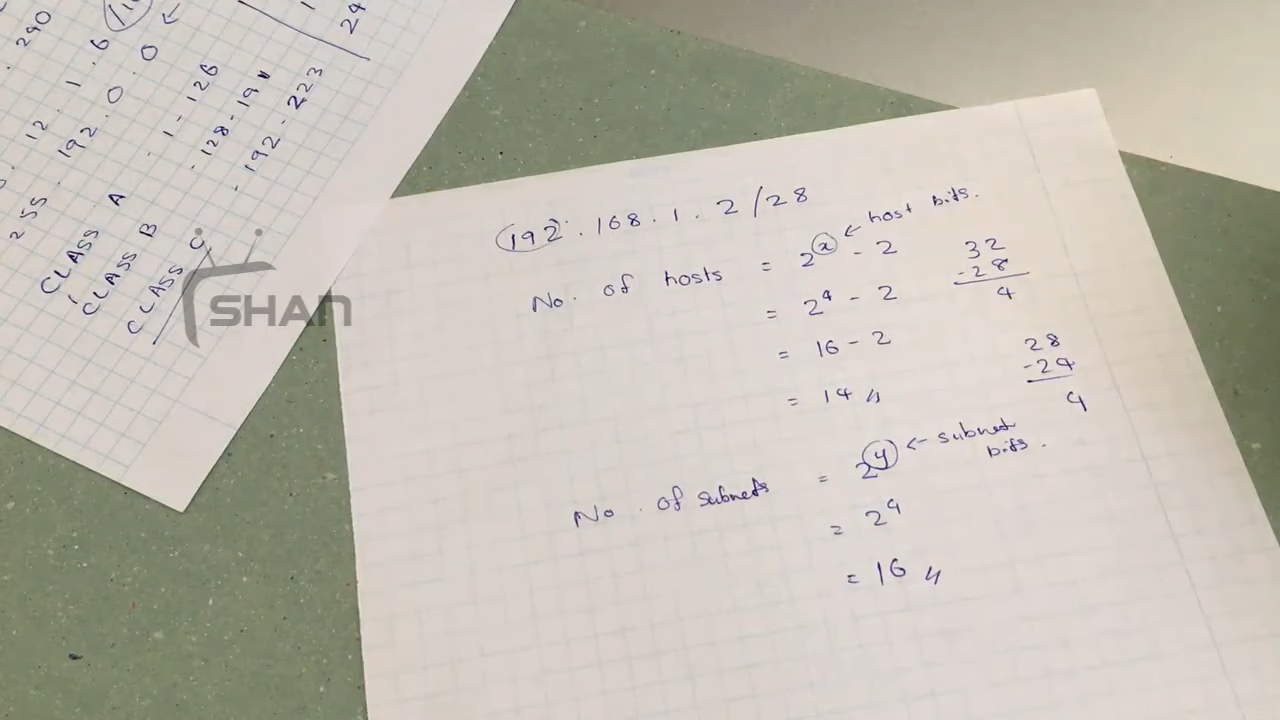 240
12 . 1 . 6
255 . 192 . 0 . 0 ←
CLASS A - 1 - 126
CLASS B - 128 - 191
CLASS C - 192 - 223
24
SHAN
192 . 168 . 1 . 2 / 28
No. of hosts = 2^x - 2 ← host bits.
= 2^4 - 2
= 16 - 2
= 14 //
32
-28
4
28
-24
4
No. of subnets = 2^y ← subnet bits.
= 2^4
= 16 //